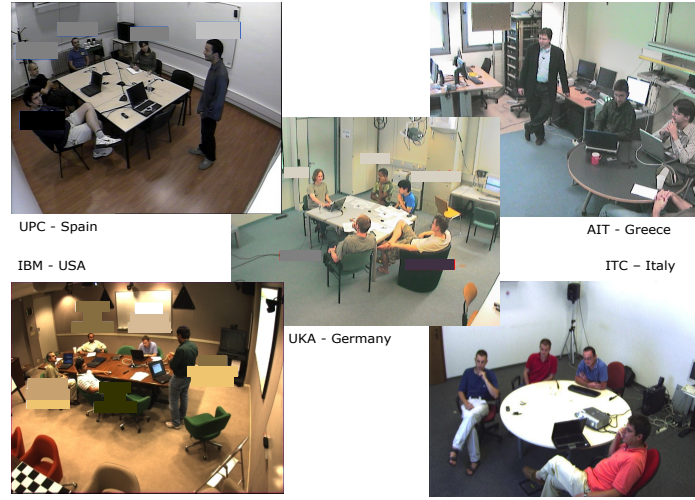 UPC - Spain
AIT - Greece
IBM - USA
ITC – Italy
UKA - Germany